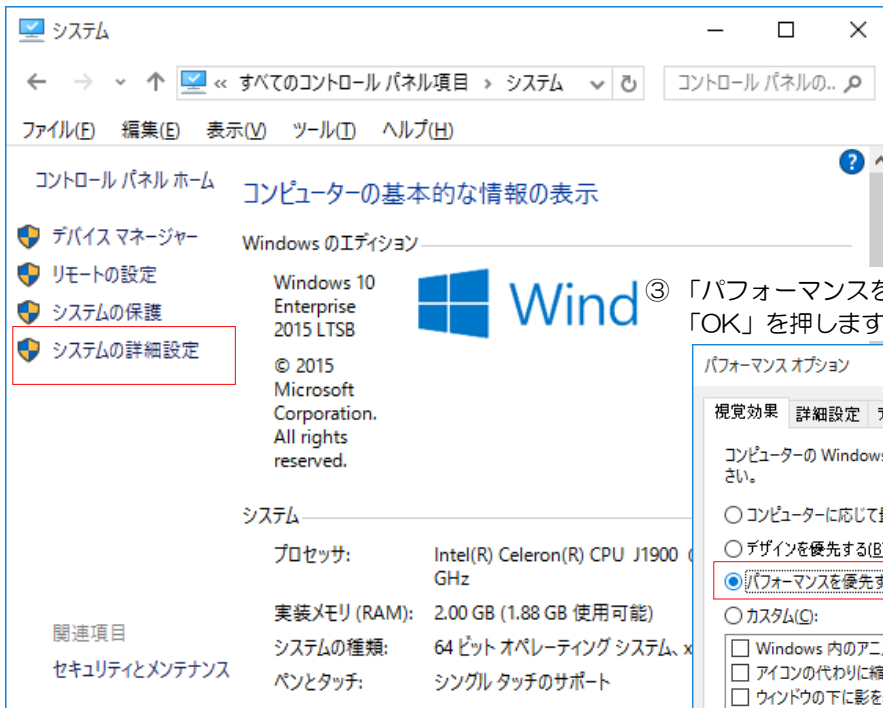 システム
« すべてのコントロール パネル項目 › システム
コントロール パネルの..
ファイル(F) 編集(E) 表示(V) ツール(T) ヘルプ(H)
コントロール パネル ホーム
デバイス マネージャー
リモートの設定
システムの保護
システムの詳細設定
関連項目
セキュリティとメンテナンス
?
コンピューターの基本的な情報の表示
Windows のエディション
Windows 10
Enterprise
2015 LTSB
© 2015
Microsoft
Corporation.
All rights
reserved.
Wind
システム
プロセッサ: Intel(R) Celeron(R) CPU J1900
GHz
実装メモリ (RAM): 2.00 GB (1.88 GB 使用可能)
システムの種類: 64 ビット オペレーティング システム、x
ペンとタッチ: シングル タッチのサポート
③ 「パフォーマンスを
「OK」を押します
パフォーマンス オプション
視覚効果 詳細設定
コンピューターの Windows
さい。
コンピューターに応じて
デザインを優先する(B
パフォーマンスを優先す
カスタム(C):
Windows 内のアニ
アイコンの代わりに縮
ウィンドウの下に影を